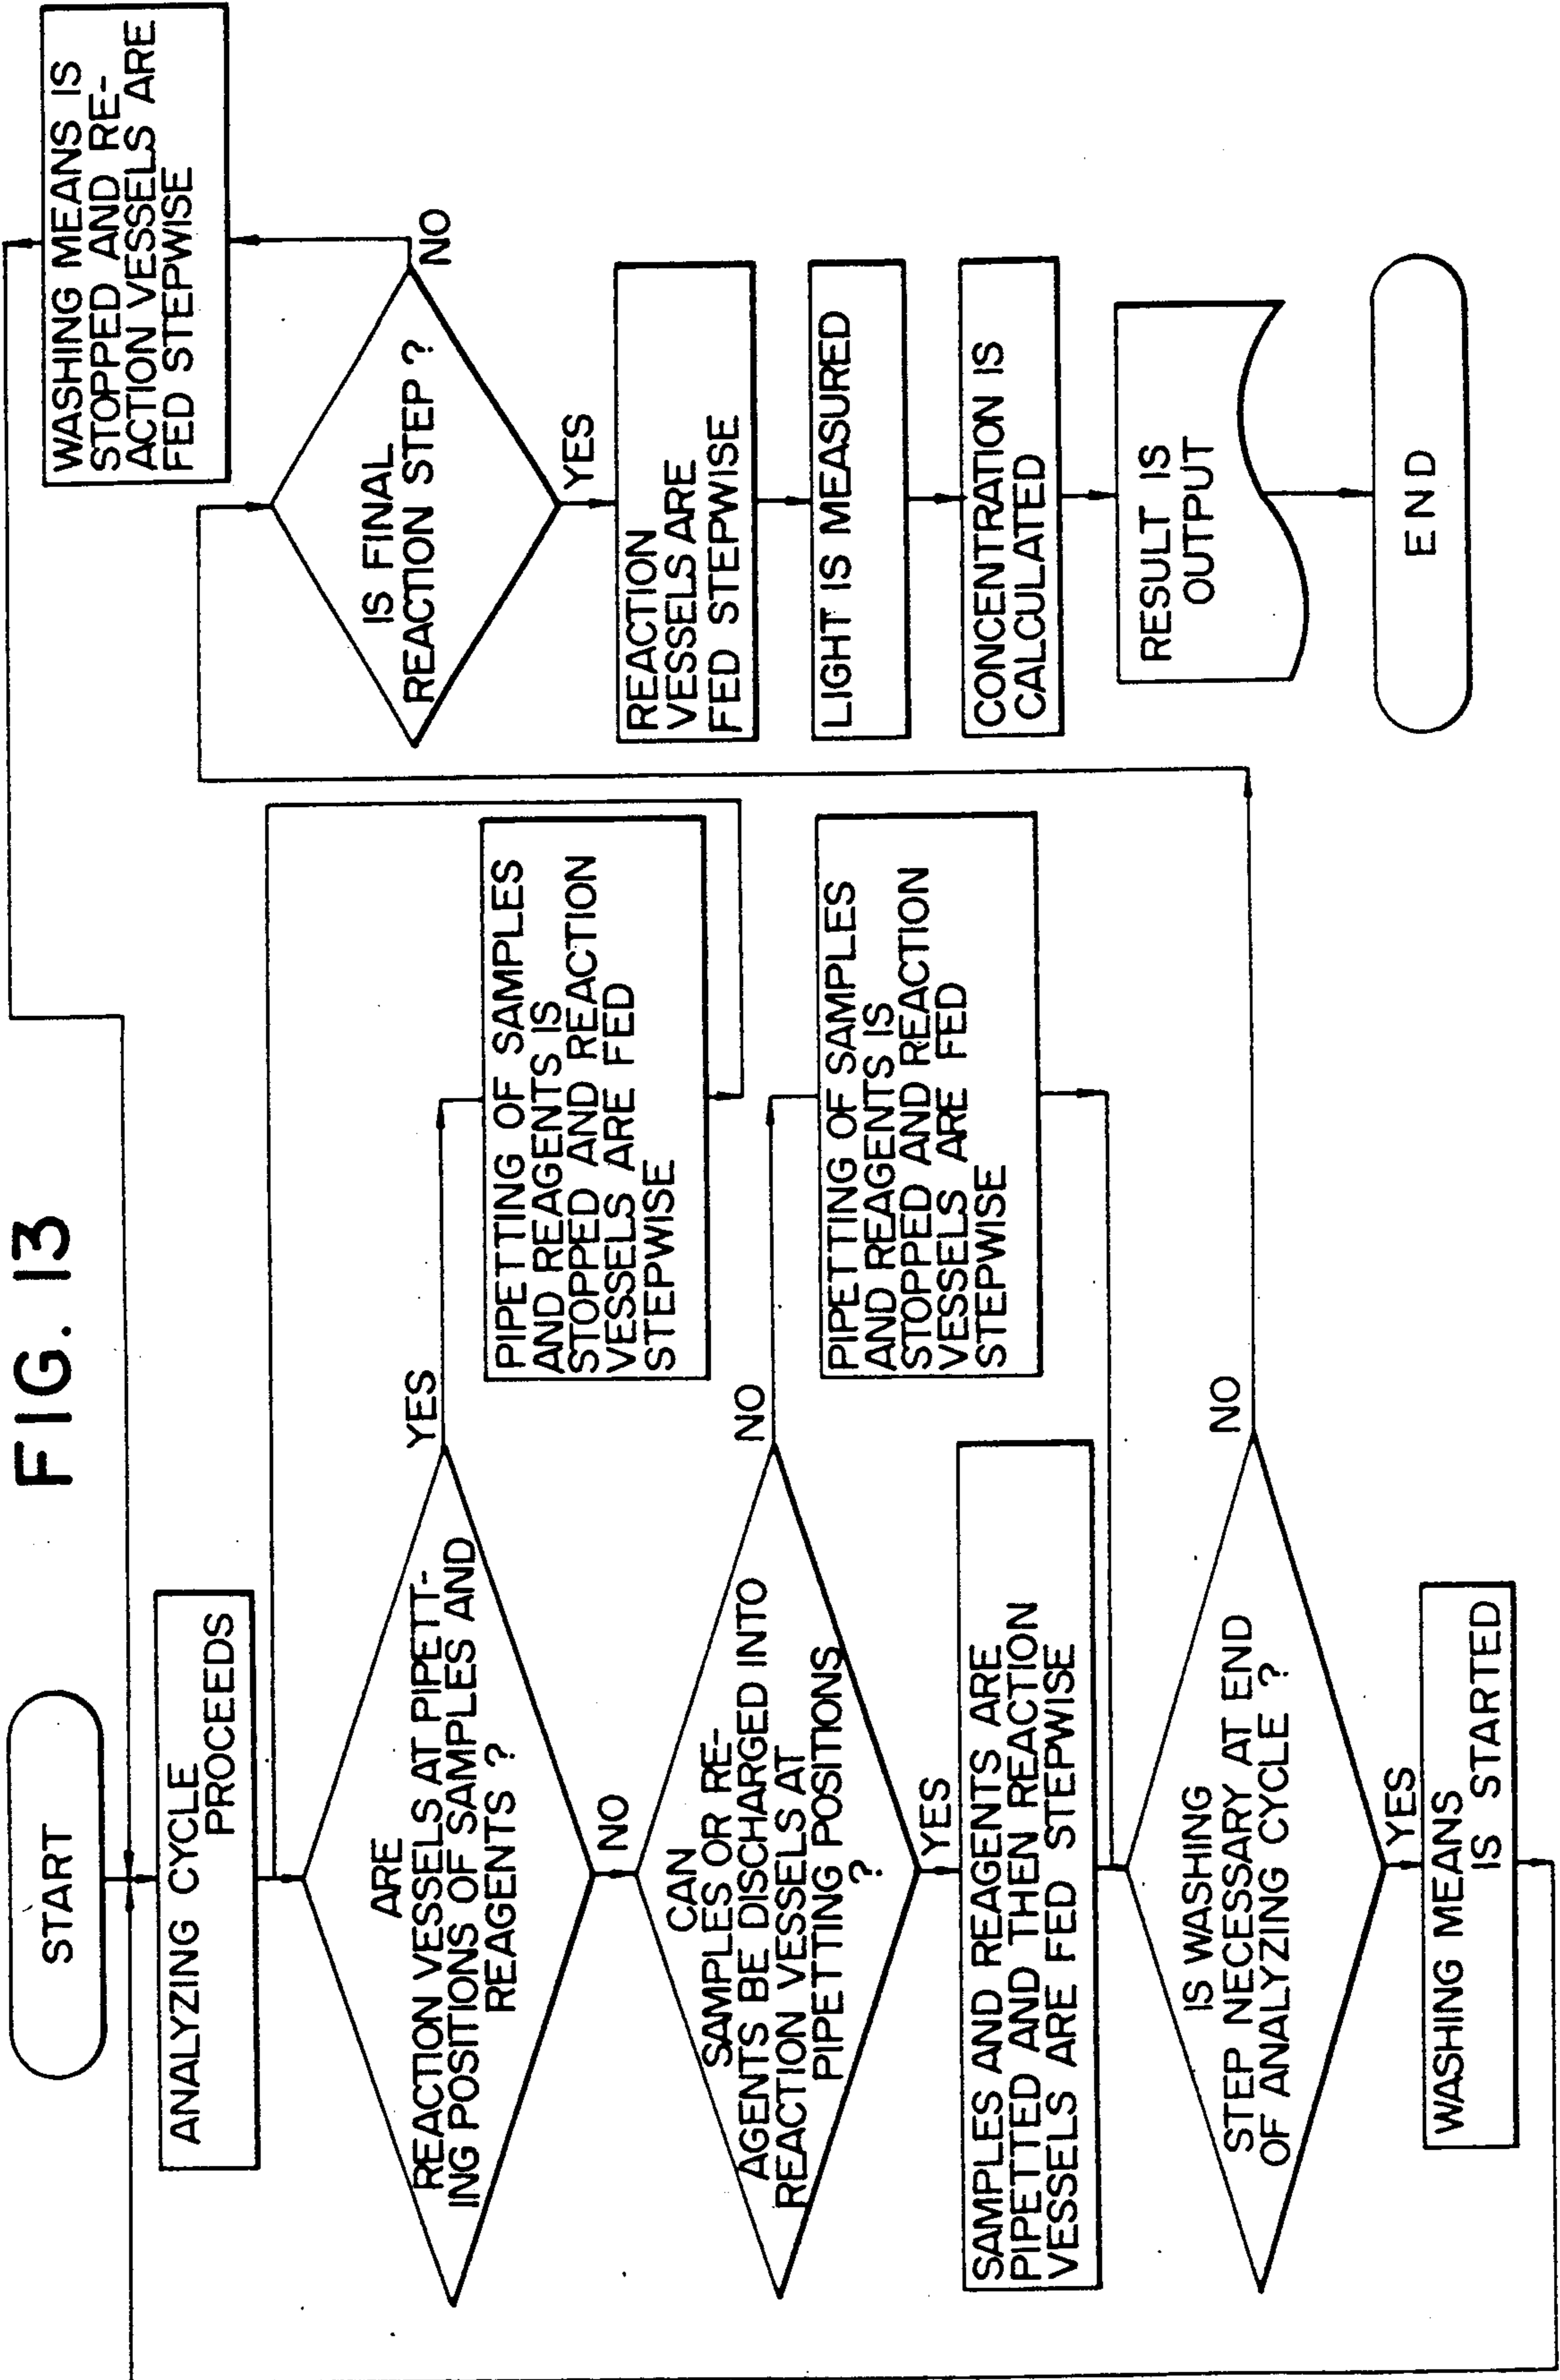 FIG. 13
START
ANALYZING CYCLE
PROCEEDS
ARE
REACTION VESSELS AT PIPETT-
ING POSITIONS OF SAMPLES AND
REAGENTS ?
YES
PIPETTING OF SAMPLES
AND REAGENTS IS
STOPPED AND REACTION
VESSELS ARE FED
STEPWISE
NO
CAN
SAMPLES OR RE-
AGENTS BE DISCHARGED INTO
REACTION VESSELS AT
PIPETTING POSITIONS
?
NO
PIPETTING OF SAMPLES
AND REAGENTS IS
STOPPED AND REACTION
VESSELS ARE FED
STEPWISE
YES
SAMPLES AND REAGENTS ARE
PIPETTED AND THEN REACTION
VESSELS ARE FED STEPWISE
IS WASHING
STEP NECESSARY AT END
OF ANALYZING CYCLE ?
NO
YES
WASHING MEANS
IS STARTED
WASHING MEANS IS
STOPPED AND RE-
ACTION VESSELS ARE
FED STEPWISE
IS FINAL
REACTION STEP ?
NO
YES
REACTION
VESSELS ARE
FED STEPWISE
LIGHT IS MEASURED
CONCENTRATION IS
CALCULATED
RESULT IS
OUTPUT
END